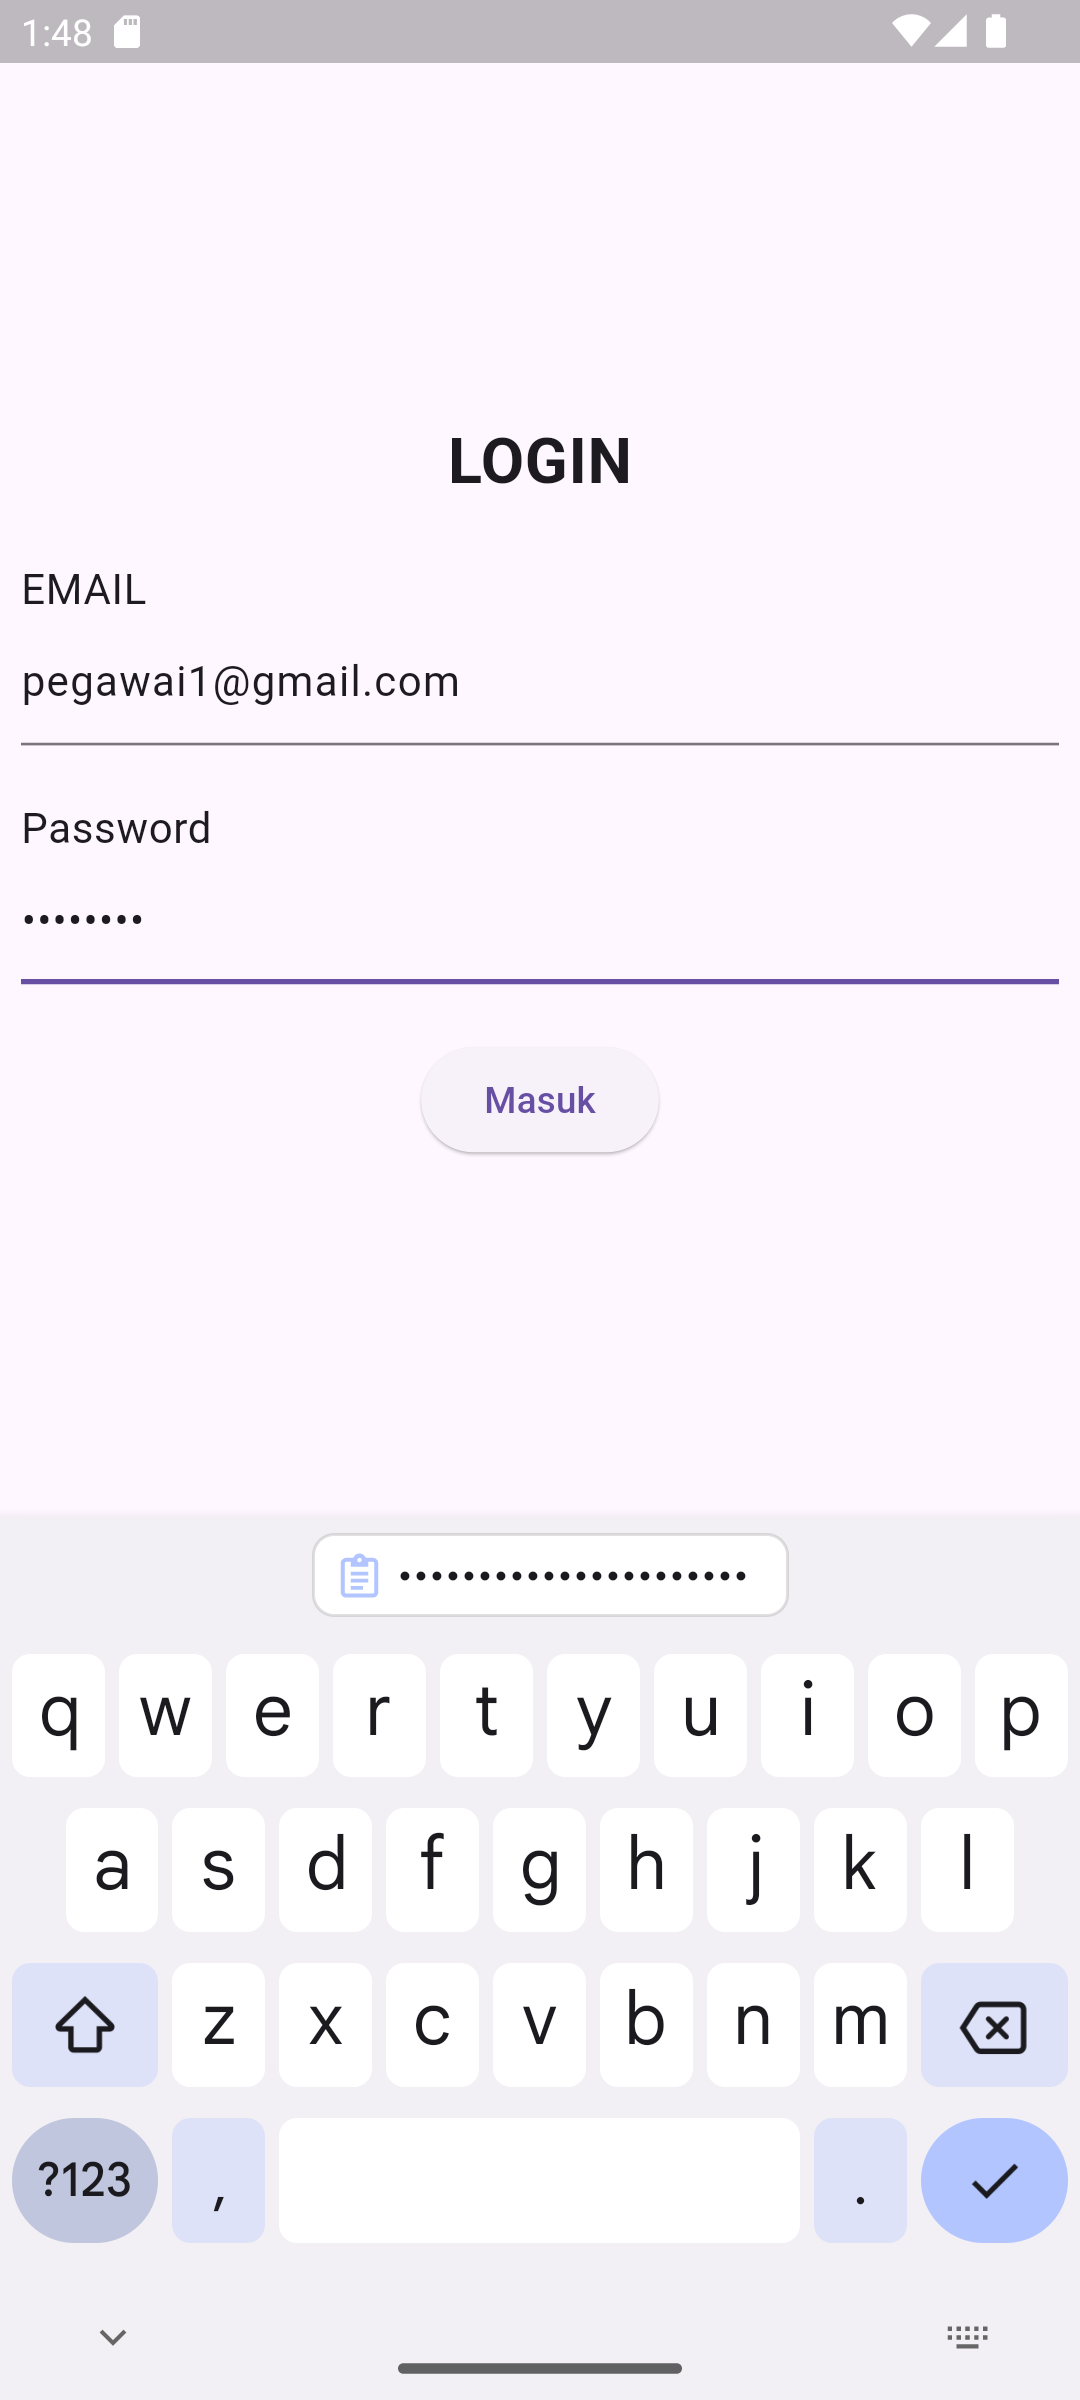 1:48
LOGIN
EMAIL
pegawai1@gmail.com
Password
••••••••
Masuk
••••••••••••••••••••••
q w e r t y u i o p
a s d f g h j k l
z x c v b n m
?123 , .